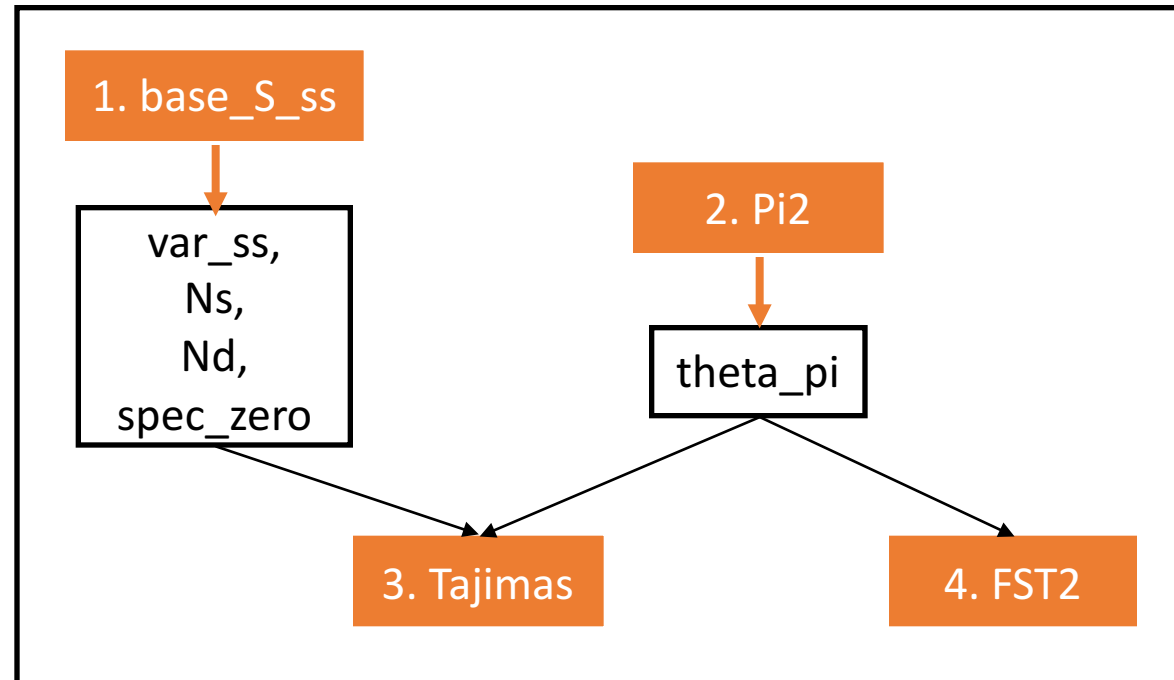 1. base_S_ss
2. Pi2
var_ss,
Ns,
Nd,
spec_zero
theta_pi
3. Tajimas
4. FST2